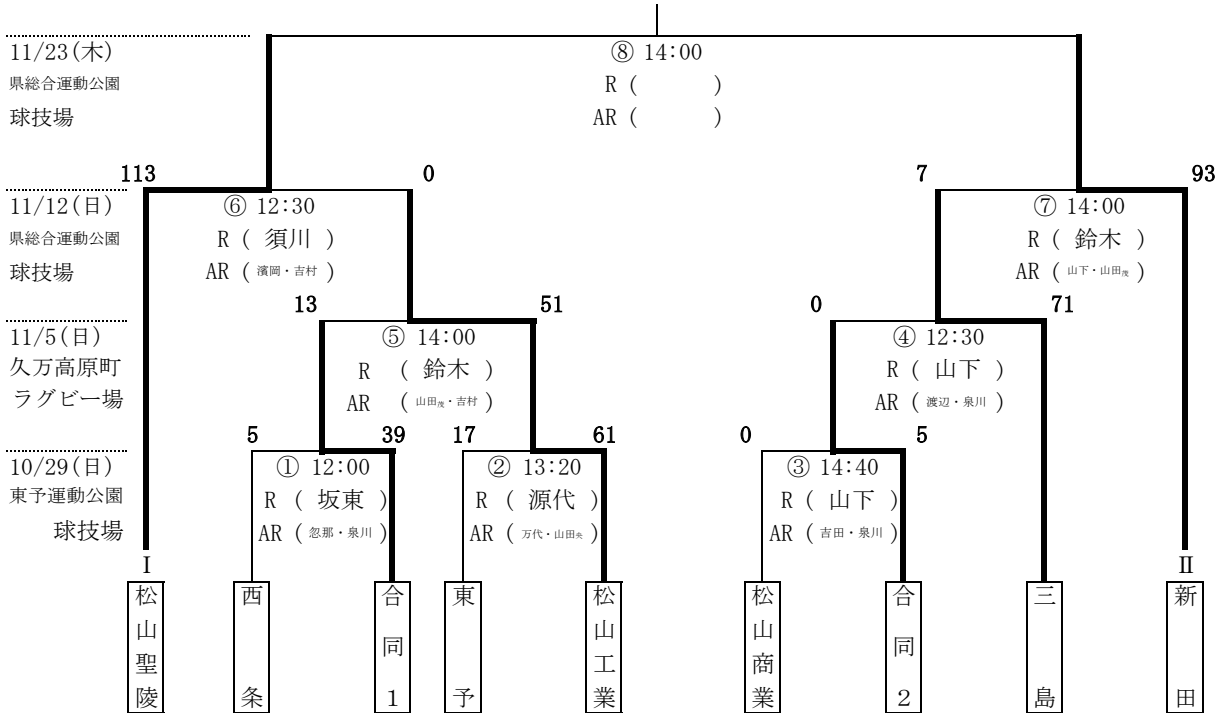 11/23(木)
県総合運動公園
球技場
⑧ 14:00
R (　　　)
AR (　　　)
113
0
7
93
11/12(日)
県総合運動公園
球技場
⑥ 12:30
R ( 須川 )
AR ( 濱岡・吉村 )
⑦ 14:00
R ( 鈴木 )
AR ( 山下・山田茂 )
13
51
0
71
11/5(日)
久万高原町
ラグビー場
⑤ 14:00
R ( 鈴木 )
AR ( 山田茂・吉村 )
④ 12:30
R ( 山下 )
AR ( 渡辺・泉川 )
5
39
17
61
0
5
10/29(日)
東予運動公園
球技場
① 12:00
R ( 坂東 )
AR ( 忽那・泉川 )
② 13:20
R ( 源代 )
AR ( 万代・山田央 )
③ 14:40
R ( 山下 )
AR ( 吉田・泉川 )
Ⅰ
Ⅱ
松山聖陵
西条
合同1
東予
松山工業
松山商業
合同2
三島
新田